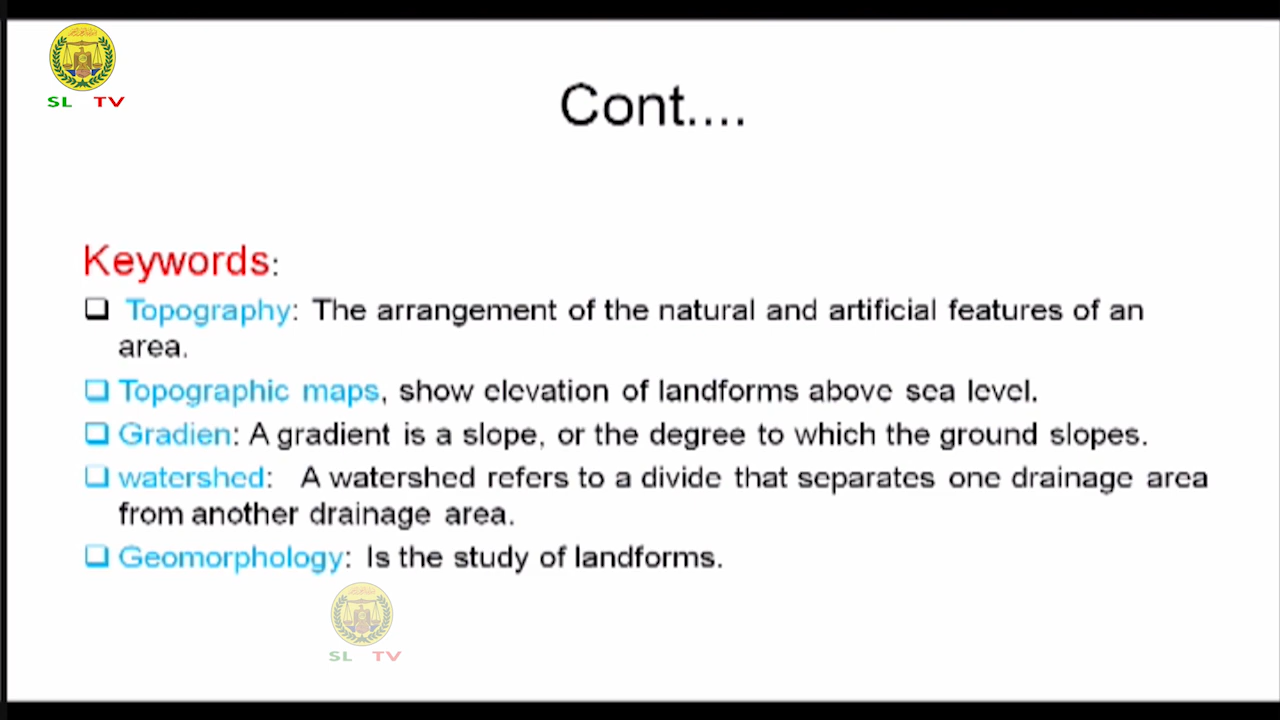 SL TV
Cont....
Keywords:
Topography: The arrangement of the natural and artificial features of an
area.
Topographic maps, show elevation of landforms above sea level.
Gradien: A gradient is a slope, or the degree to which the ground slopes.
watershed: A watershed refers to a divide that separates one drainage area
from another drainage area.
Geomorphology: Is the study of landforms.
SL TV